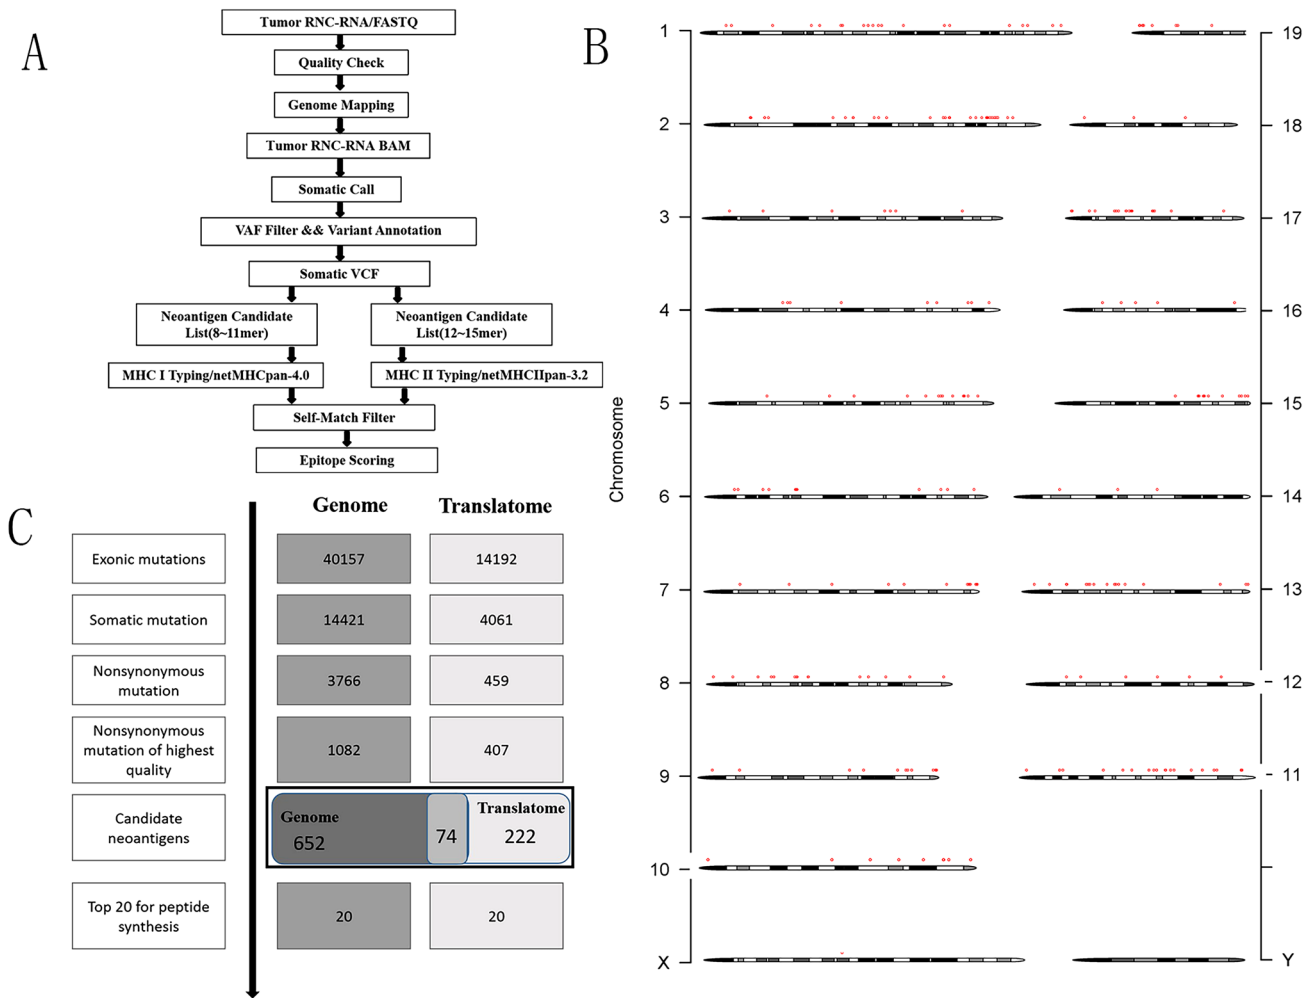 A
Tumor RNC-RNA/FASTQ
Quality Check
Genome Mapping
Tumor RNC-RNA BAM
Somatic Call
VAF Filter && Variant Annotation
Somatic VCF
Neoantigen Candidate
List(8~11mer)
Neoantigen Candidate
List(12~15mer)
MHC I Typing/netMHCpan-4.0
MHC II Typing/netMHCIIpan-3.2
Self-Match Filter
Epitope Scoring
B
Chromosome
1
2
3
4
5
6
7
8
9
10
X
19
18
17
16
15
14
13
12
11
Y
C
Genome
Translatome
Exonic mutations
40157
14192
Somatic mutation
14421
4061
Nonsynonymous
mutation
3766
459
Nonsynonymous
mutation of highest
quality
1082
407
Candidate
neoantigens
Genome
652
74
Translatome
222
Top 20 for peptide
synthesis
20
20